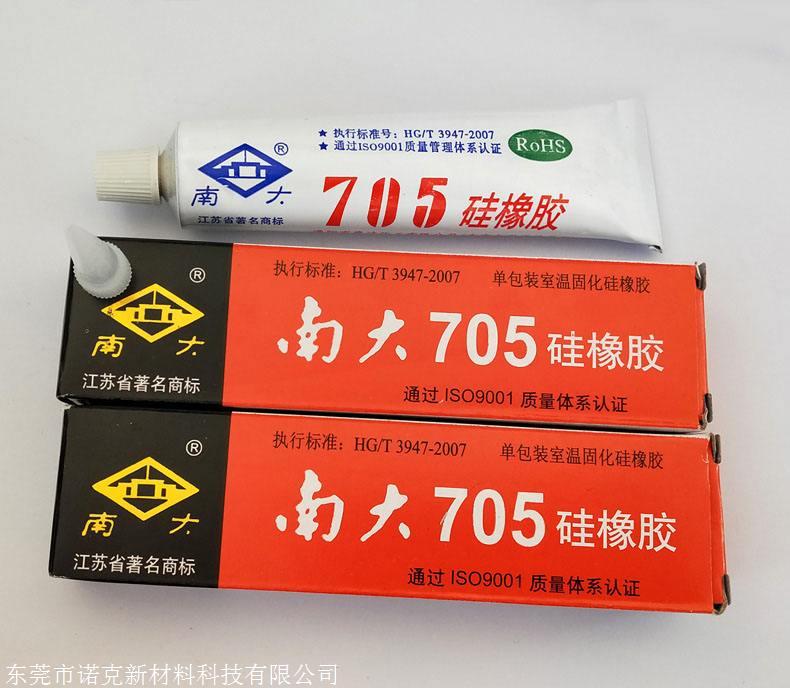 ★ 执行标准号：HG/T 3947-2007
★ 通过ISO9001质量管理体系认证
RoHS
®
南大
江苏省著名商标
705 硅橡胶
®
南大
江苏省著名商标
执行标准：HG/T 3947-2007 单包装室温固化硅橡胶
南大705硅橡胶
通过 ISO9001 质量体系认证
®
南大
江苏省著名商标
执行标准：HG/T 3947-2007 单包装室温固化硅橡胶
南大705硅橡胶
通过 ISO9001 质量体系认证
东莞市诺克新材料科技有限公司